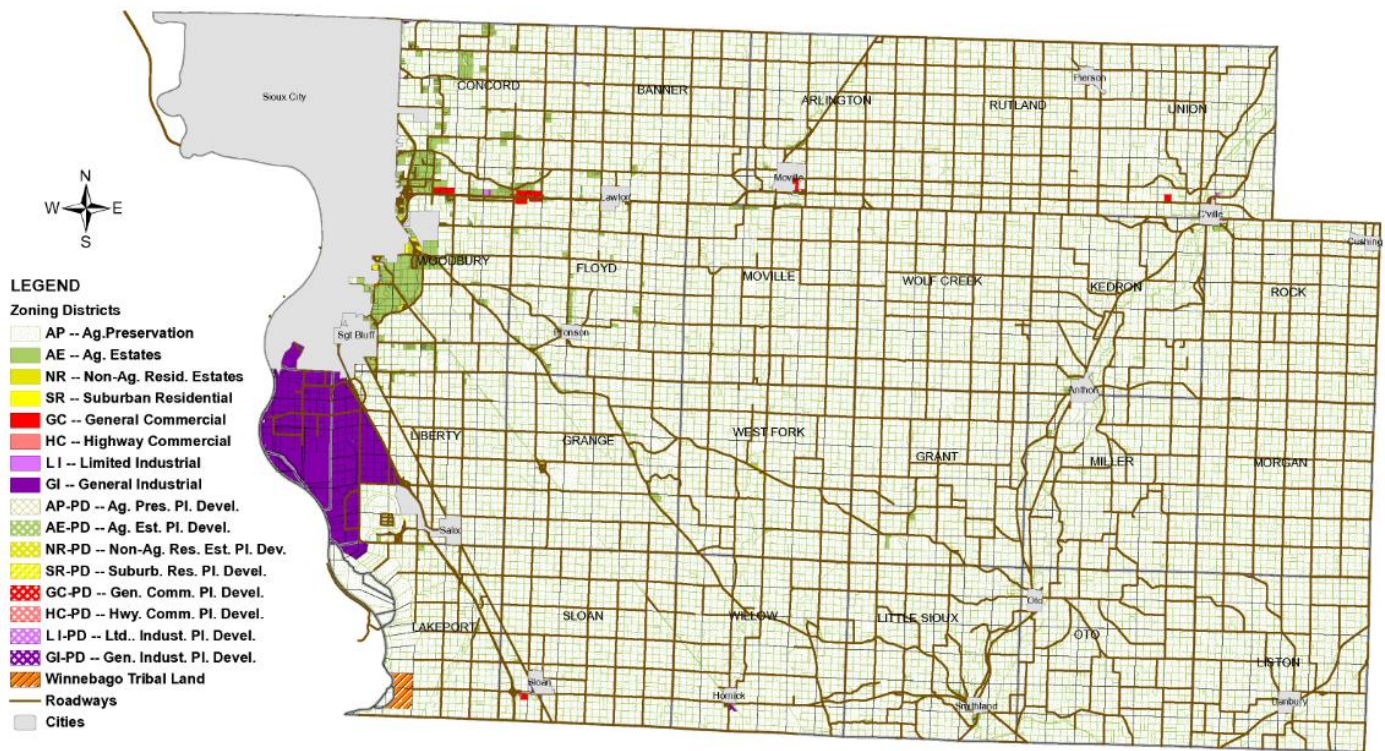 CONCORD
BANNER
ARLINGTON
RUTLAND
Pierson
UNION
Sioux City
Moville
Lawton
C'ville
Cushing
N
W E
S
WOODBURY
FLOYD
MOVILLE
WOLF CREEK
KEDRON
ROCK
Sgt Bluff
Bronson
Anthon
LIBERTY
GRANGE
WEST FORK
GRANT
MILLER
MORGAN
Salix
LAKEPORT
SLOAN
WILLOW
LITTLE SIOUX
Oto
OTO
LISTON
Sloan
Hornick
Smithland
Danbury
LEGEND
Zoning Districts
AP -- Ag.Preservation
AE -- Ag. Estates
NR -- Non-Ag. Resid. Estates
SR -- Suburban Residential
GC -- General Commercial
HC -- Highway Commercial
L I -- Limited Industrial
GI -- General Industrial
AP-PD -- Ag. Pres. Pl. Devel.
AE-PD -- Ag. Est. Pl. Devel.
NR-PD -- Non-Ag. Res. Est. Pl. Dev.
SR-PD -- Suburb. Res. Pl. Devel.
GC-PD -- Gen. Comm. Pl. Devel.
HC-PD -- Hwy. Comm. Pl. Devel.
L I-PD -- Ltd.. Indust. Pl. Devel.
GI-PD -- Gen. Indust. Pl. Devel.
Winnebago Tribal Land
Roadways
Cities